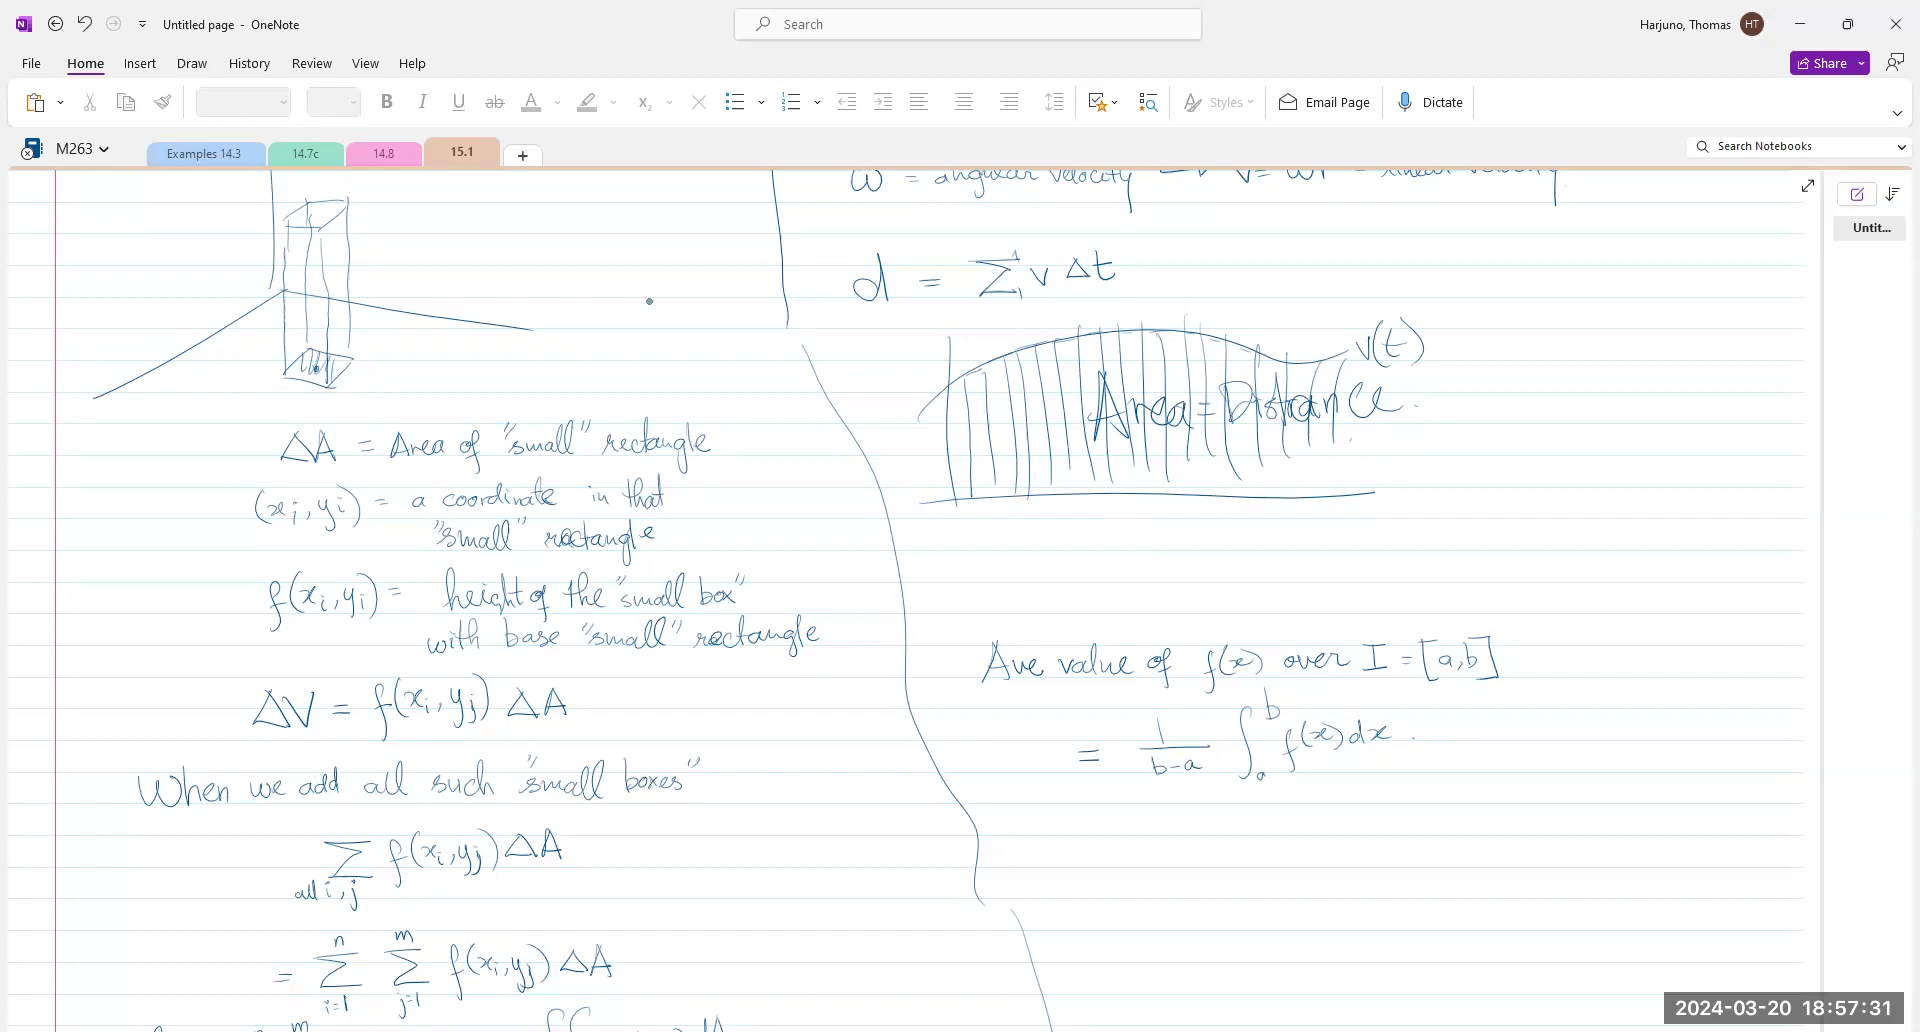 Untitled page - OneNote
Search
Harjuno, Thomas
HT
File Home Insert Draw History Review View Help
Share
B I U ab A x₂ Styles Email Page Dictate
M263
Examples 14.3 14.7c 14.8 15.1 +
Search Notebooks
Untit...
ω = angular velocity → v = ωr = linear velocity
d = Σ v Δt
v(t)
Area = Distance.
ΔA = Area of "small" rectangle
(xi, yi) = a coordinate in that
"small" rectangle
f(xi, yi) = height of the "small box"
with base "small" rectangle
ΔV = f(xi, yj) ΔA
When we add all such "small boxes"
Σ f(xi, yj) ΔA
all i, j
n m
= Σ Σ f(xi, yj) ΔA
i=1 j=1
Ave value of f(x) over I = [a,b]
= 1/(b-a) ∫ₐᵇ f(x) dx.
2024-03-20 18:57:31